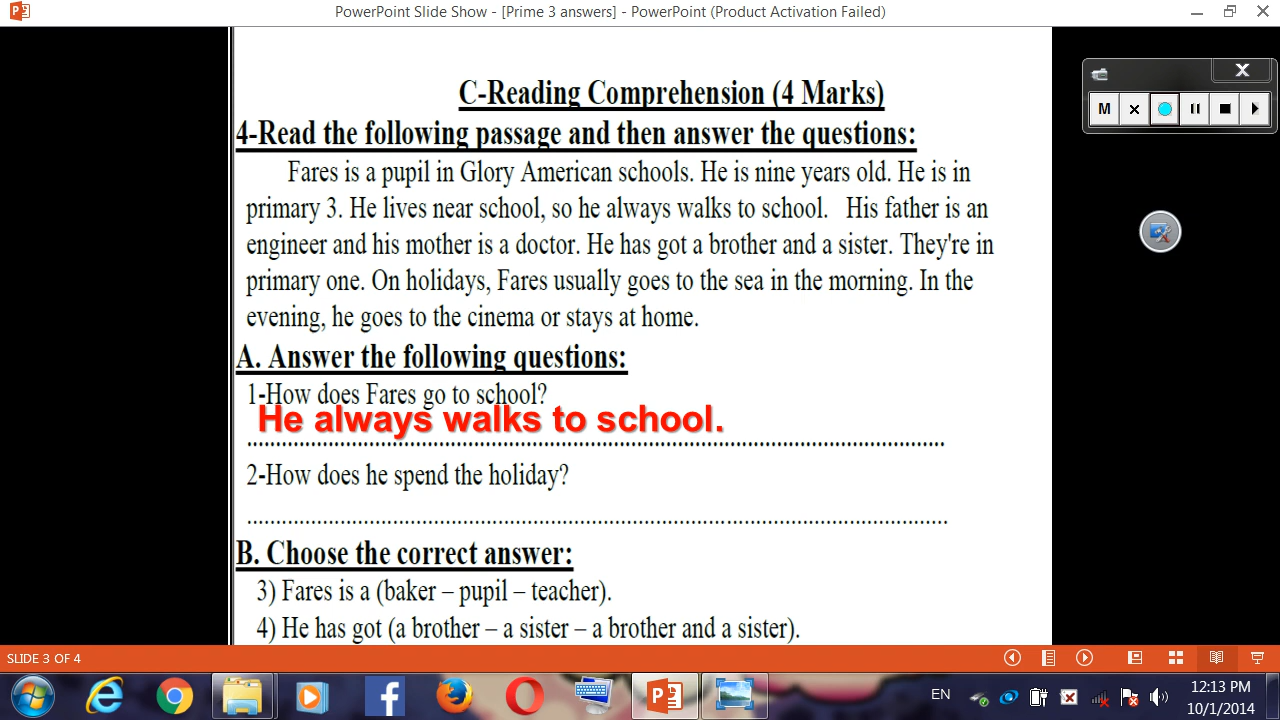 PowerPoint Slide Show - [Prime 3 answers] - PowerPoint (Product Activation Failed)
C-Reading Comprehension (4 Marks)
4-Read the following passage and then answer the questions:
Fares is a pupil in Glory American schools. He is nine years old. He is in
primary 3. He lives near school, so he always walks to school. His father is an
engineer and his mother is a doctor. He has got a brother and a sister. They're in
primary one. On holidays, Fares usually goes to the sea in the morning. In the
evening, he goes to the cinema or stays at home.
A. Answer the following questions:
1-How does Fares go to school?
He always walks to school.
2-How does he spend the holiday?
B. Choose the correct answer:
3) Fares is a (baker – pupil – teacher).
4) He has got (a brother – a sister – a brother and a sister).
M
SLIDE 3 OF 4
EN
12:13 PM
10/1/2014